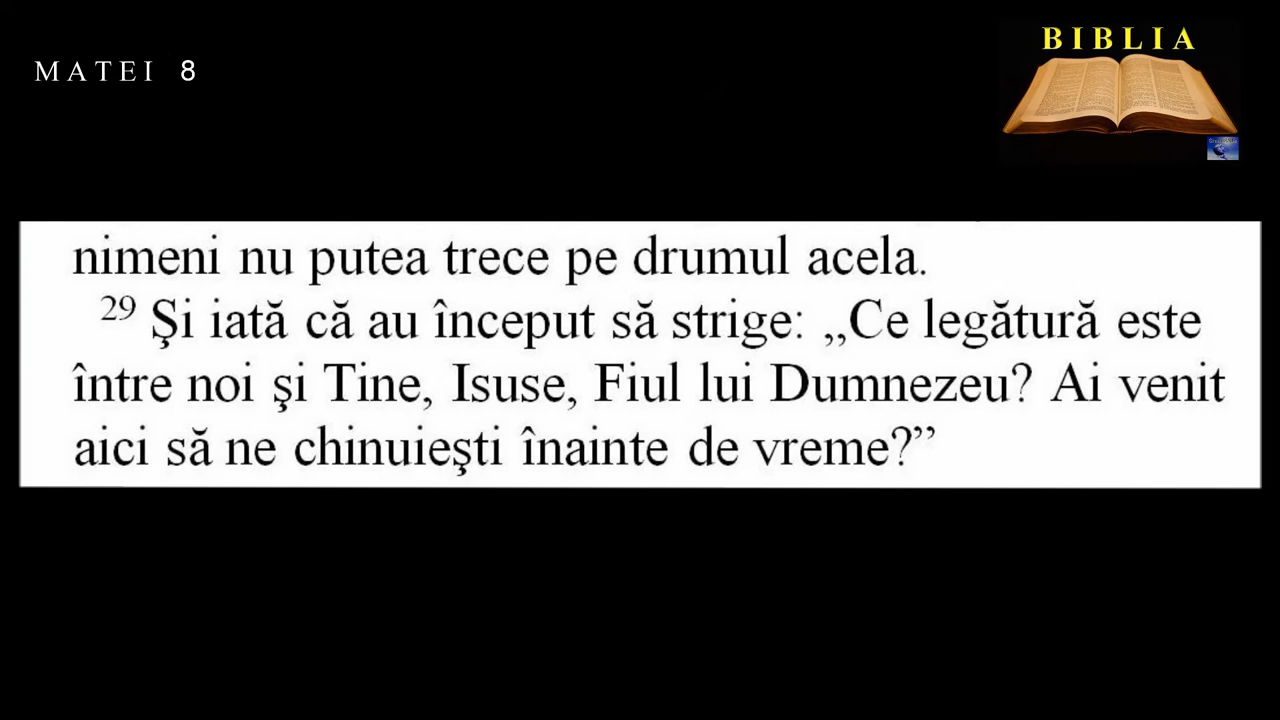 BIBLIA
MATEI 8
nimeni nu putea trece pe drumul acela.
29 Şi iată că au început să strige: „Ce legătură este
între noi şi Tine, Isuse, Fiul lui Dumnezeu? Ai venit
aici să ne chinuieşti înainte de vreme?”